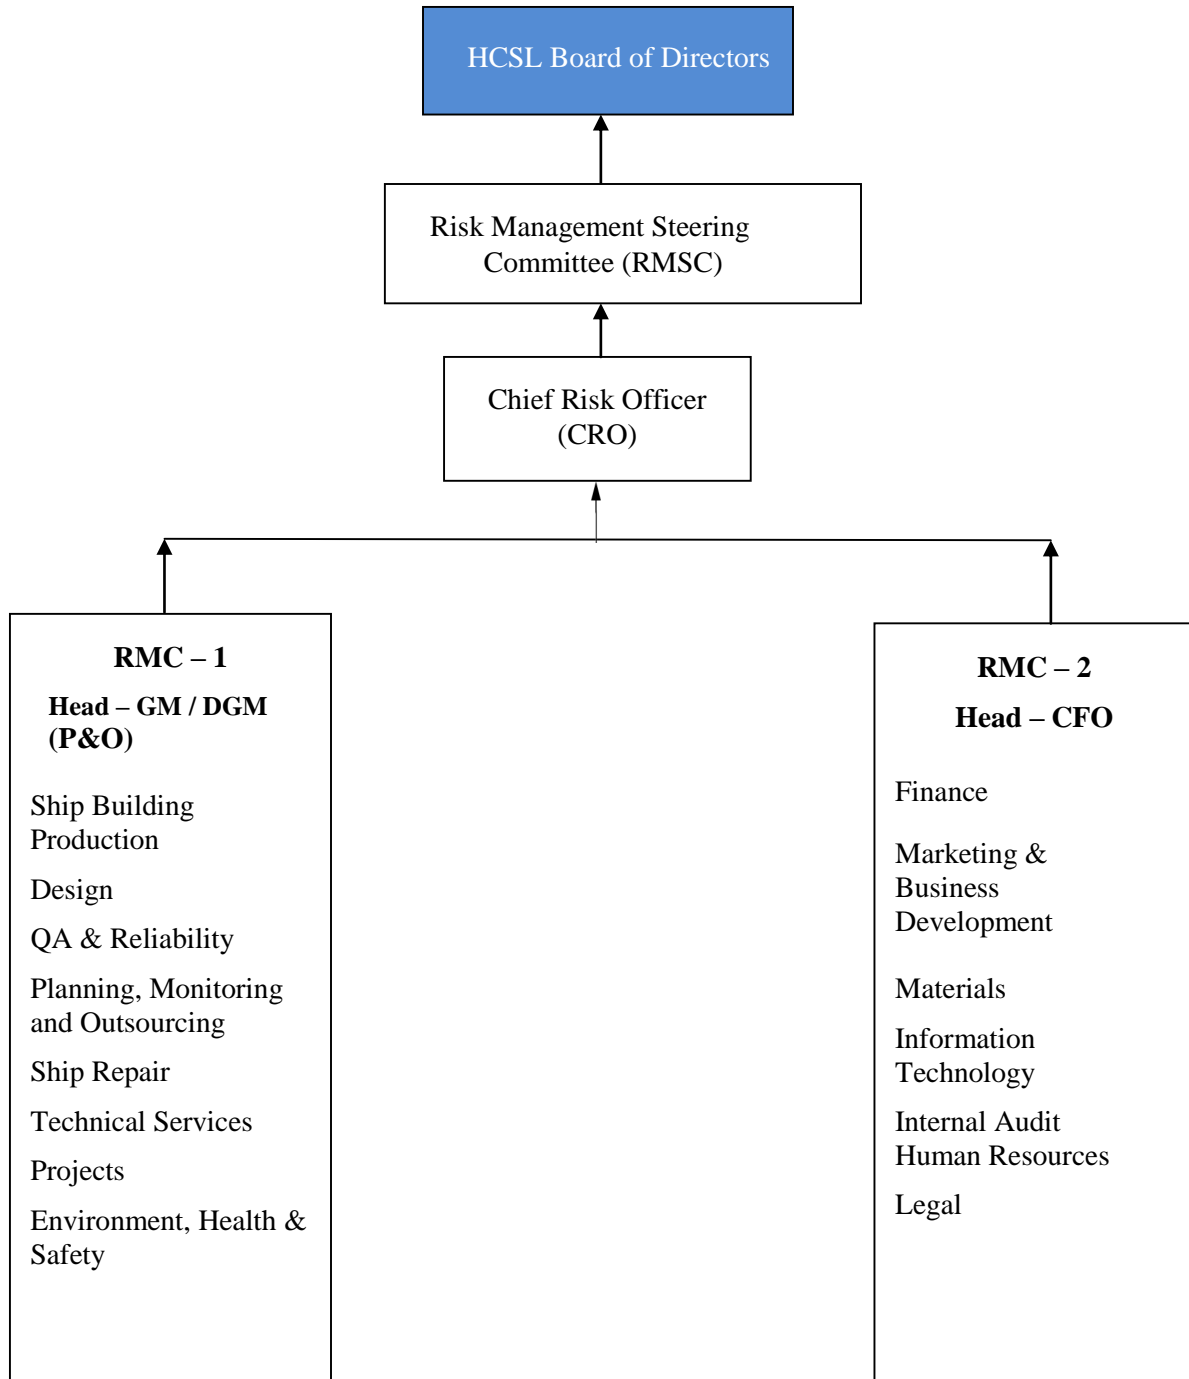 HCSL Board of Directors
Risk Management Steering
Committee (RMSC)
Chief Risk Officer
(CRO)
RMC – 1
Head – GM / DGM
(P&O)
Ship Building
Production
Design
QA & Reliability
Planning, Monitoring
and Outsourcing
Ship Repair
Technical Services
Projects
Environment, Health &
Safety
RMC – 2
Head – CFO
Finance
Marketing &
Business
Development
Materials
Information
Technology
Internal Audit
Human Resources
Legal